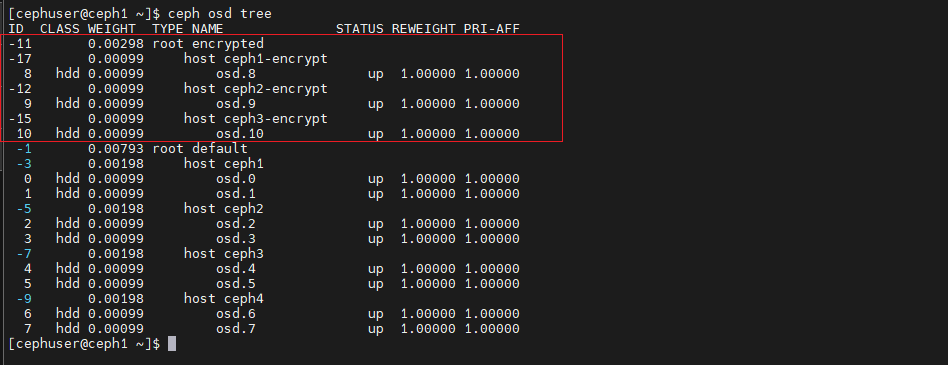 [cephuser@ceph1 ~]$ ceph osd tree
ID  CLASS WEIGHT  TYPE NAME              STATUS REWEIGHT PRI-AFF
-11       0.00298 root encrypted
-17       0.00099     host ceph1-encrypt
  8   hdd 0.00099         osd.8              up  1.00000 1.00000
-12       0.00099     host ceph2-encrypt
  9   hdd 0.00099         osd.9              up  1.00000 1.00000
-15       0.00099     host ceph3-encrypt
 10   hdd 0.00099         osd.10             up  1.00000 1.00000
 -1       0.00793 root default
 -3       0.00198     host ceph1
  0   hdd 0.00099         osd.0              up  1.00000 1.00000
  1   hdd 0.00099         osd.1              up  1.00000 1.00000
 -5       0.00198     host ceph2
  2   hdd 0.00099         osd.2              up  1.00000 1.00000
  3   hdd 0.00099         osd.3              up  1.00000 1.00000
 -7       0.00198     host ceph3
  4   hdd 0.00099         osd.4              up  1.00000 1.00000
  5   hdd 0.00099         osd.5              up  1.00000 1.00000
 -9       0.00198     host ceph4
  6   hdd 0.00099         osd.6              up  1.00000 1.00000
  7   hdd 0.00099         osd.7              up  1.00000 1.00000
[cephuser@ceph1 ~]$